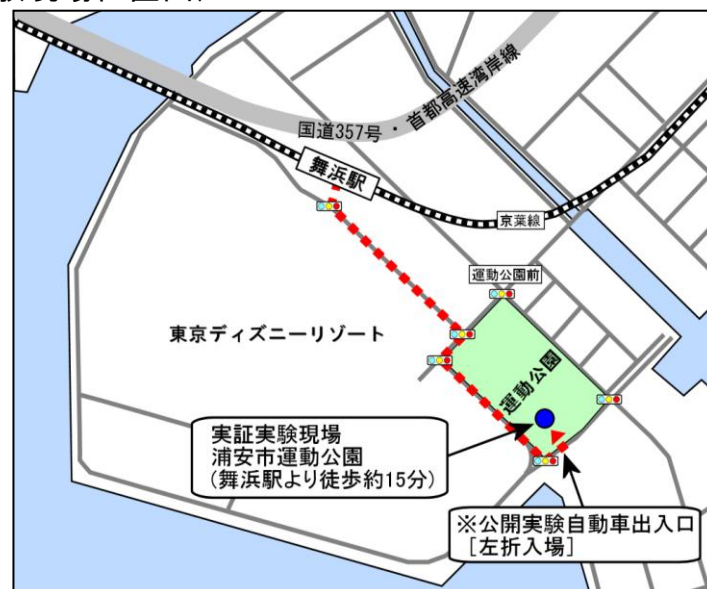 国道357号・首都高速湾岸線
舞浜駅
京葉線
運動公園前
東京ディズニーリゾート
運動公園
実証実験現場
浦安市運動公園
(舞浜駅より徒歩約15分)
※公開実験自動車出入口
[左折入場]